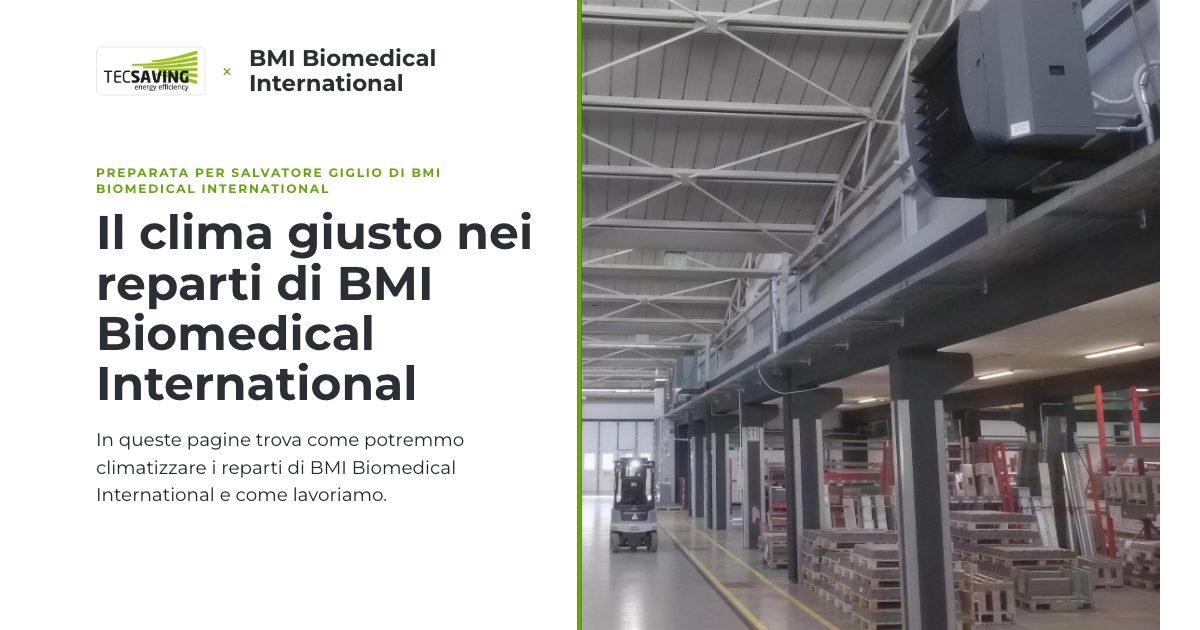 TECSAVING
energy efficiency
×
BMI Biomedical
International
PREPARATA PER SALVATORE GIGLIO DI BMI
BIOMEDICAL INTERNATIONAL
Il clima giusto nei
reparti di BMI
Biomedical
International
In queste pagine trova come potremmo
climatizzare i reparti di BMI Biomedical
International e come lavoriamo.